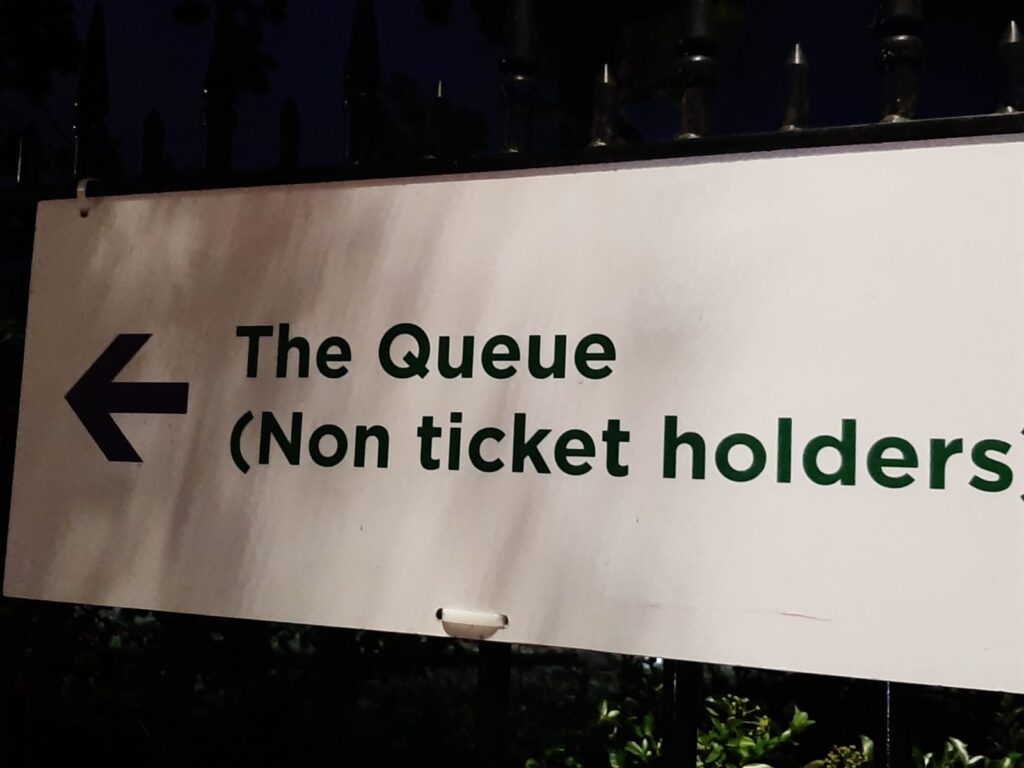 The Queue
(Non ticket holders)